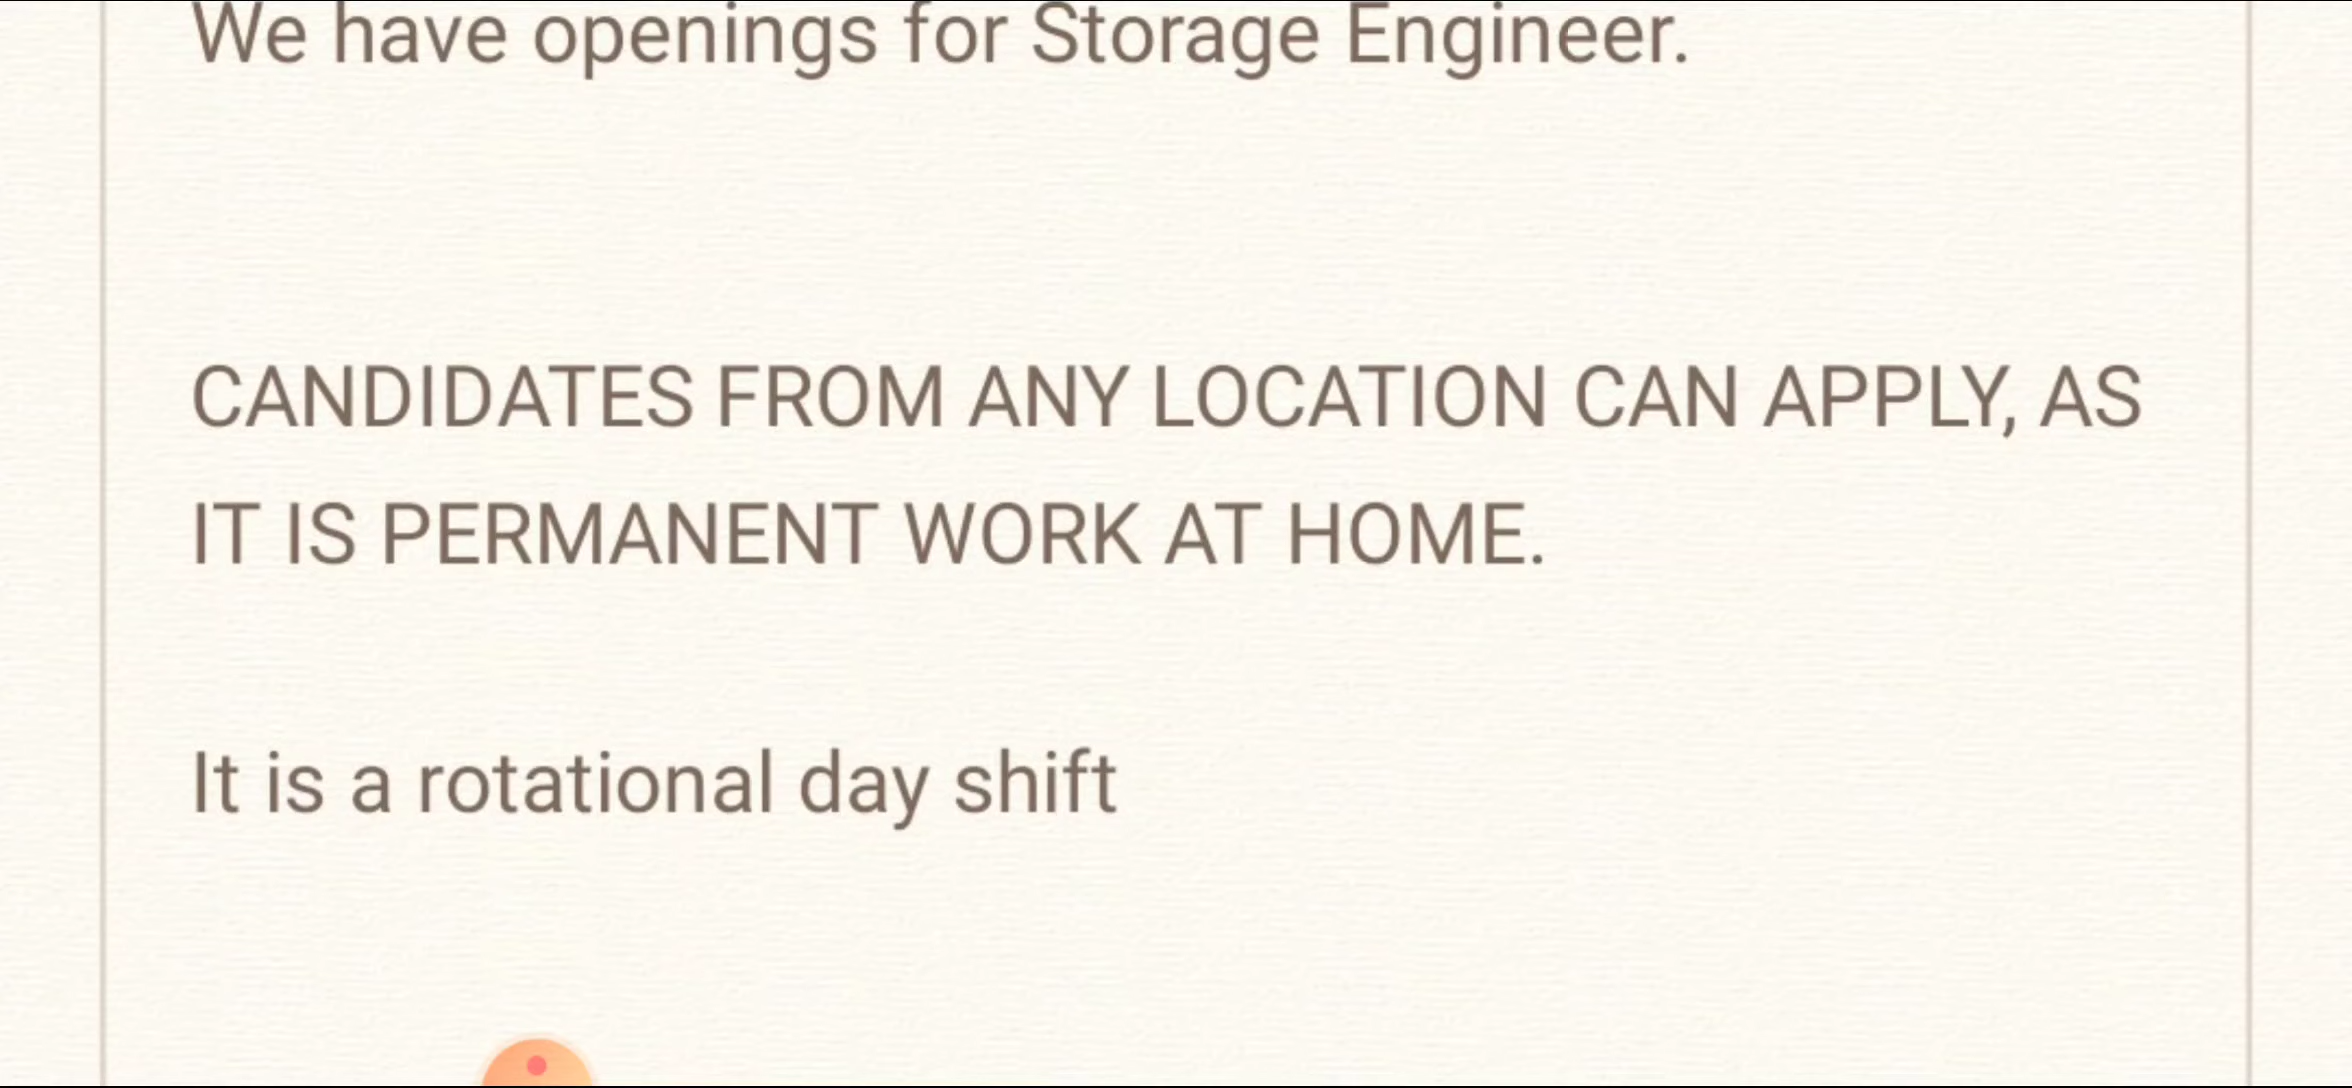 We have openings for Storage Engineer.
CANDIDATES FROM ANY LOCATION CAN APPLY, AS
IT IS PERMANENT WORK AT HOME.
It is a rotational day shift